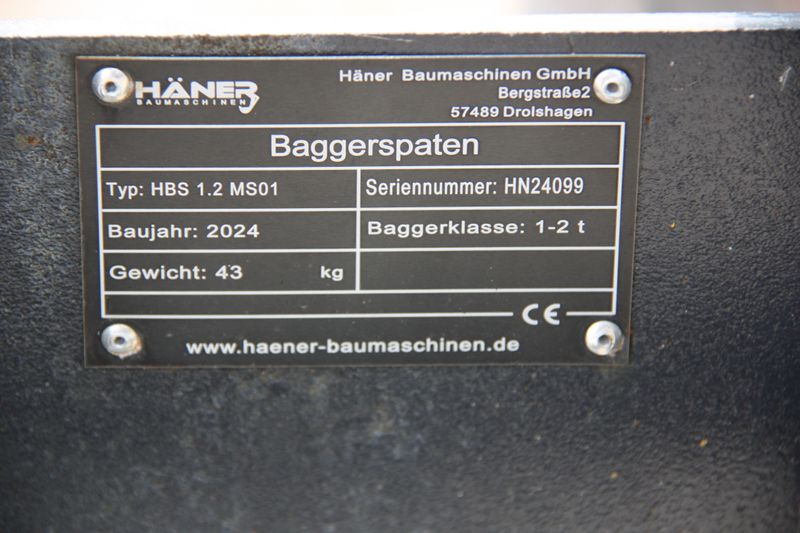 HÄNER
BAUMASCHINEN
Häner Baumaschinen GmbH
Bergstraße2
57489 Drolshagen
Baggerspaten
Typ: HBS 1.2 MS01
Seriennummer: HN24099
Baujahr: 2024
Baggerklasse: 1-2 t
Gewicht: 43 kg
CE
www.haener-baumaschinen.de